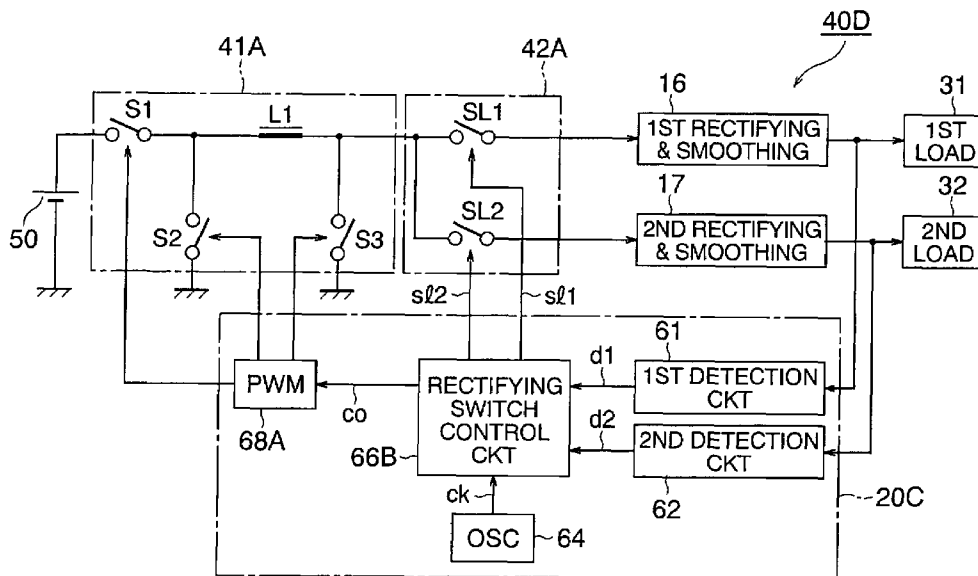 40D
41A
42A
S1
L1
SL1
16
1ST RECTIFYING
& SMOOTHING
31
1ST
LOAD
50
S2
S3
SL2
17
2ND RECTIFYING
& SMOOTHING
32
2ND
LOAD
sℓ2
sℓ1
PWM
68A
co
RECTIFYING
SWITCH
CONTROL
CKT
66B
d1
61
1ST DETECTION
CKT
d2
2ND DETECTION
CKT
62
20C
ck
OSC
64